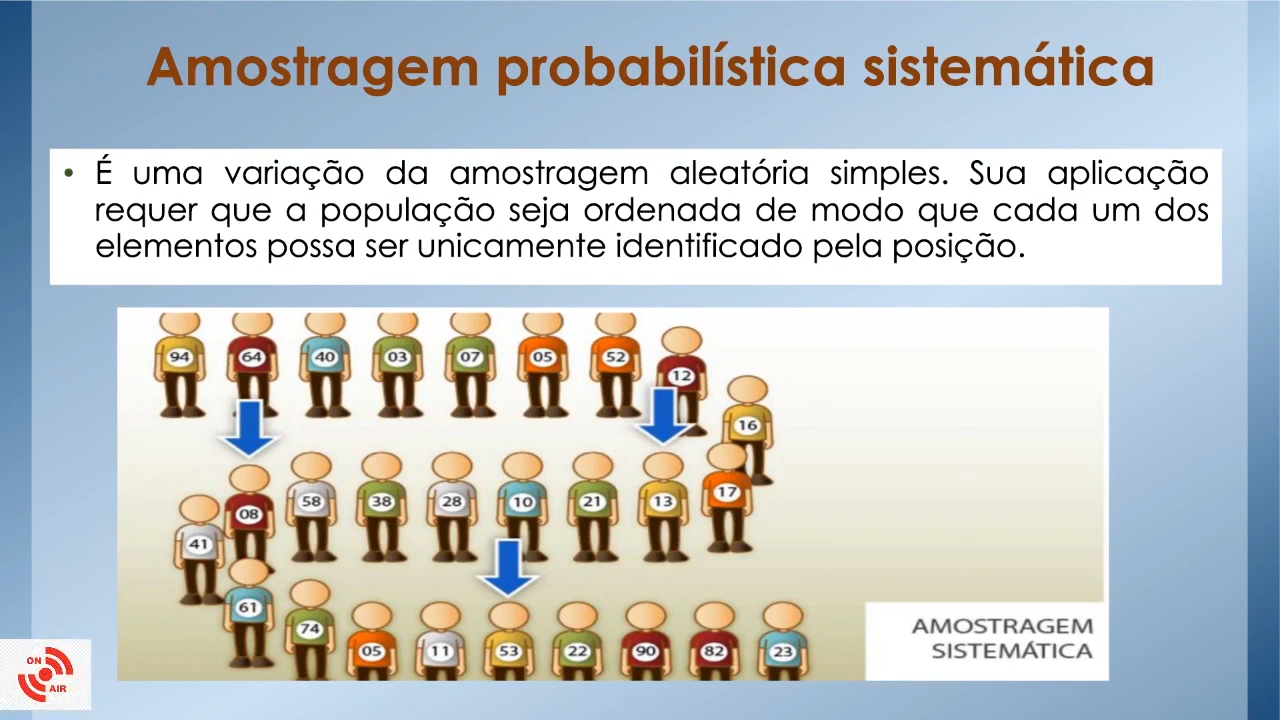 Amostragem probabilística sistemática
• É uma variação da amostragem aleatória simples. Sua aplicação
requer que a população seja ordenada de modo que cada um dos
elementos possa ser unicamente identificado pela posição.
94 64 40 03 07 05 52
12
16
08 58 38 28 10 21 13 17
41
61
74
05 11 53 22 90 82 23
AMOSTRAGEM
SISTEMÁTICA
ON
AIR